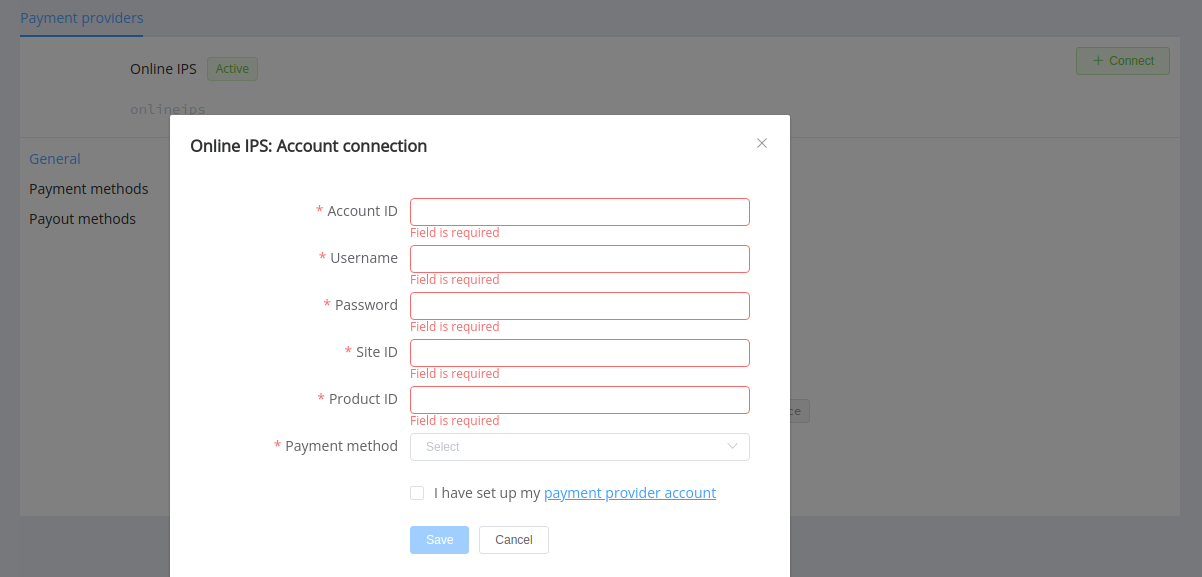 Payment providers
Online IPS Active
+ Connect
onlineips
Online IPS: Account connection
General
Payment methods
Payout methods
* Account ID
Field is required
* Username
Field is required
* Password
Field is required
* Site ID
Field is required
* Product ID
Field is required
* Payment method Select
I have set up my payment provider account
Save Cancel